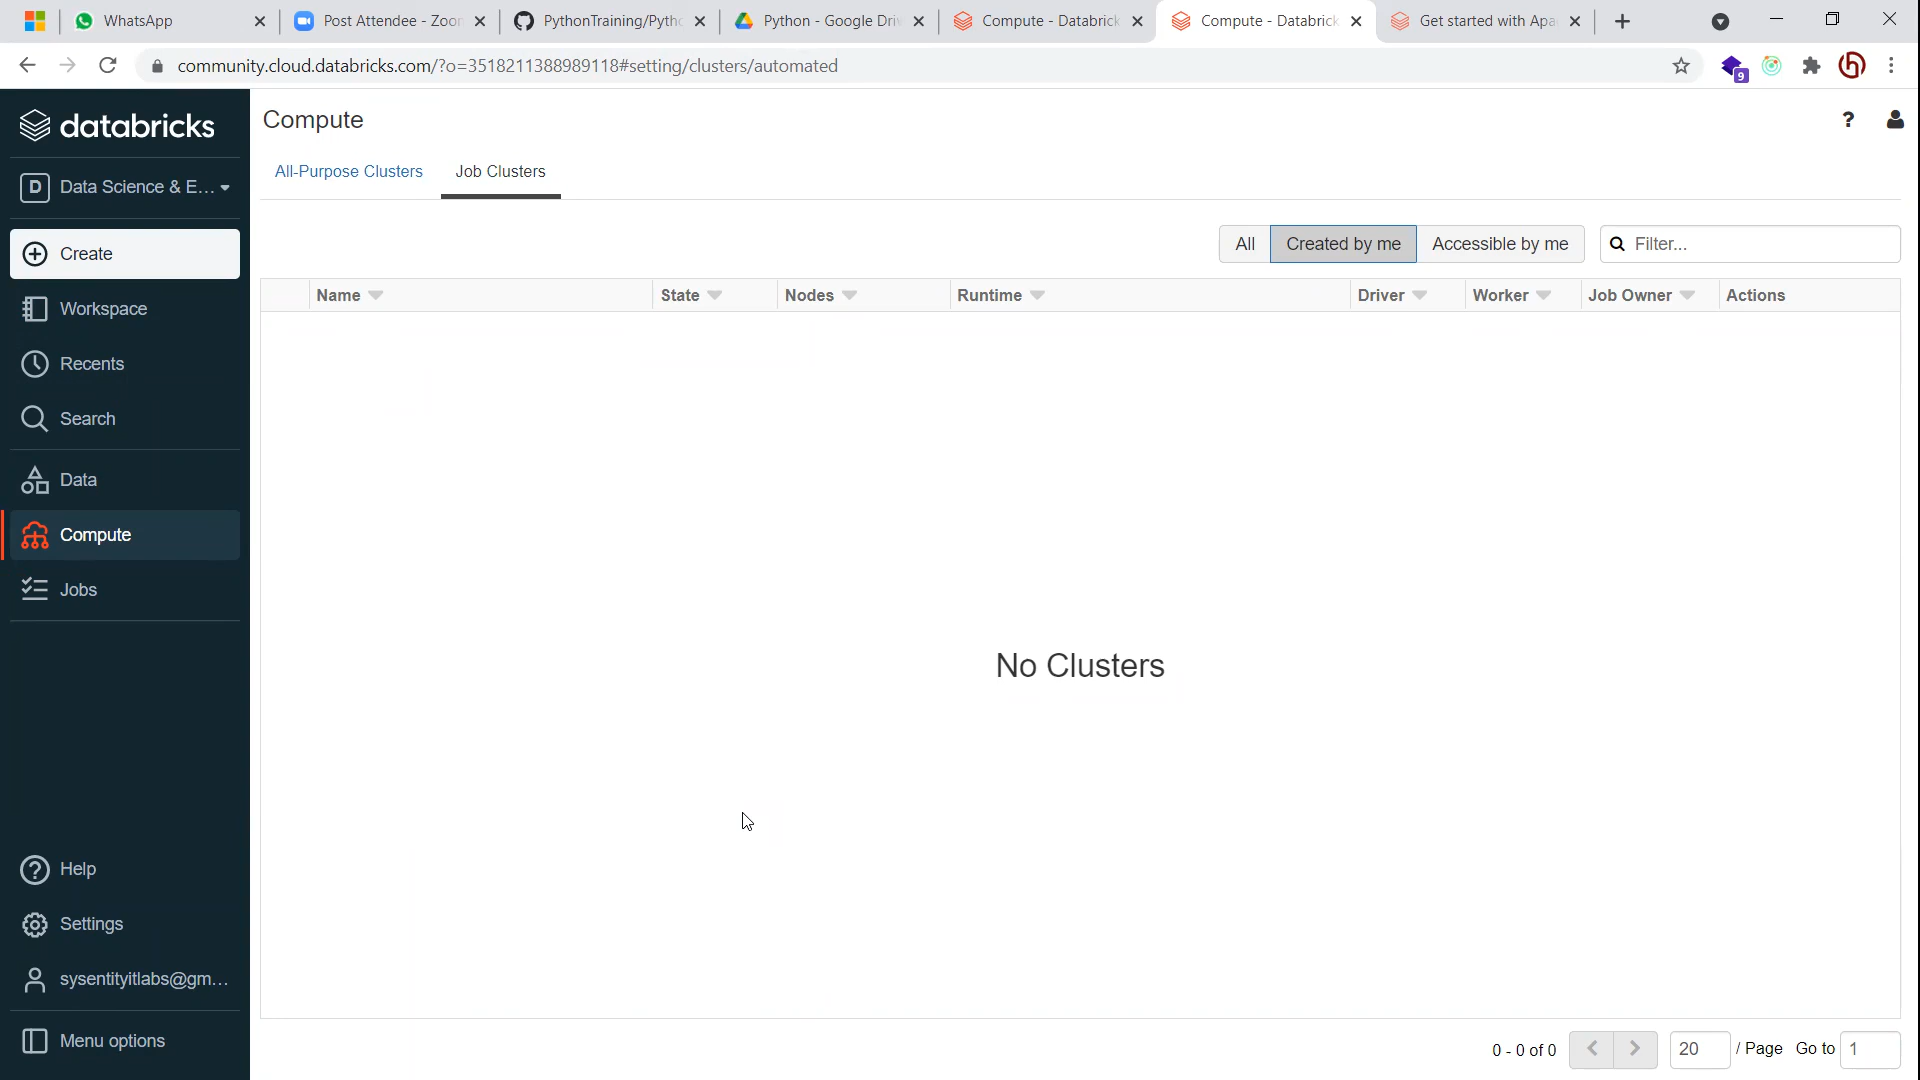 WhatsApp
Post Attendee - Zoo
PythonTraining/Pyth
Python - Google Dri
Compute - Databrick
Compute - Databrick
Get started with Apa
community.cloud.databricks.com/?o=3518211388989118#setting/clusters/automated
9
databricks
D Data Science & E...
Create
Workspace
Recents
Search
Data
Compute
Jobs
Help
Settings
sysentityitlabs@gm...
Menu options
Compute
?
All-Purpose Clusters
Job Clusters
All
Created by me
Accessible by me
Filter...
Name
State
Nodes
Runtime
Driver
Worker
Job Owner
Actions
No Clusters
0 - 0 of 0
20
/ Page
Go to
1